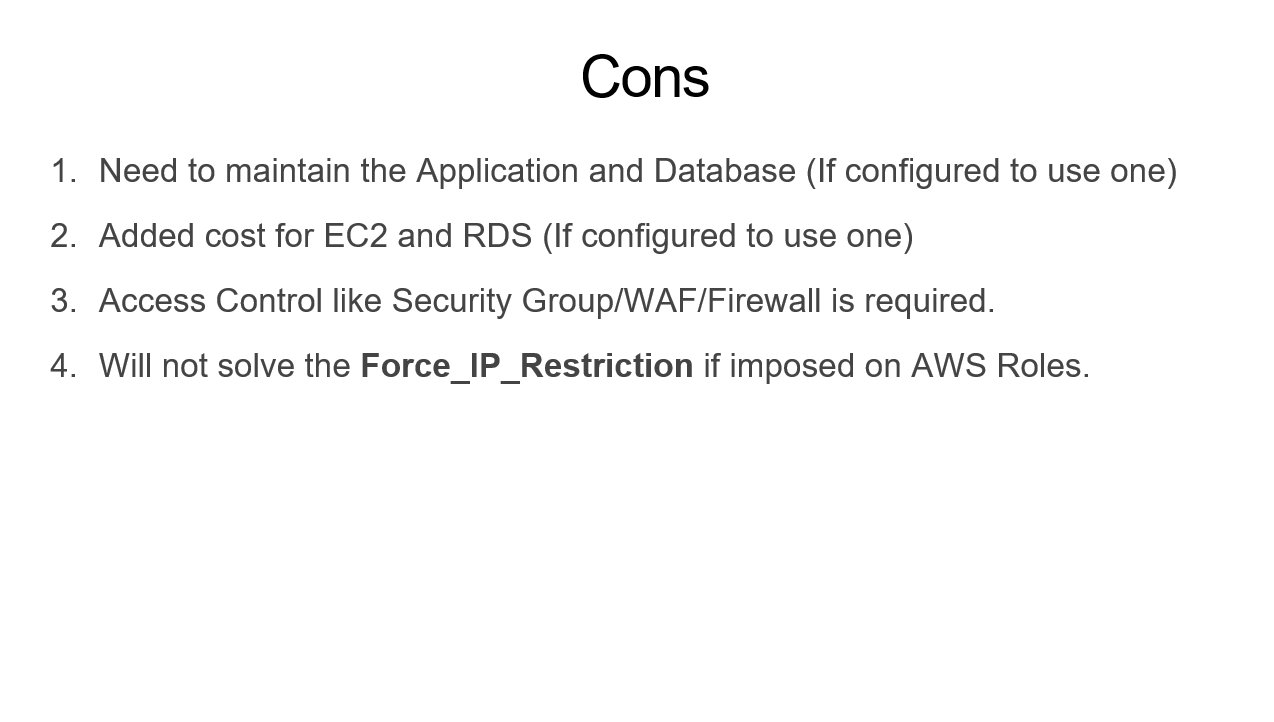 Cons
1. Need to maintain the Application and Database (If configured to use one)
2. Added cost for EC2 and RDS (If configured to use one)
3. Access Control like Security Group/WAF/Firewall is required.
4. Will not solve the Force_IP_Restriction if imposed on AWS Roles.